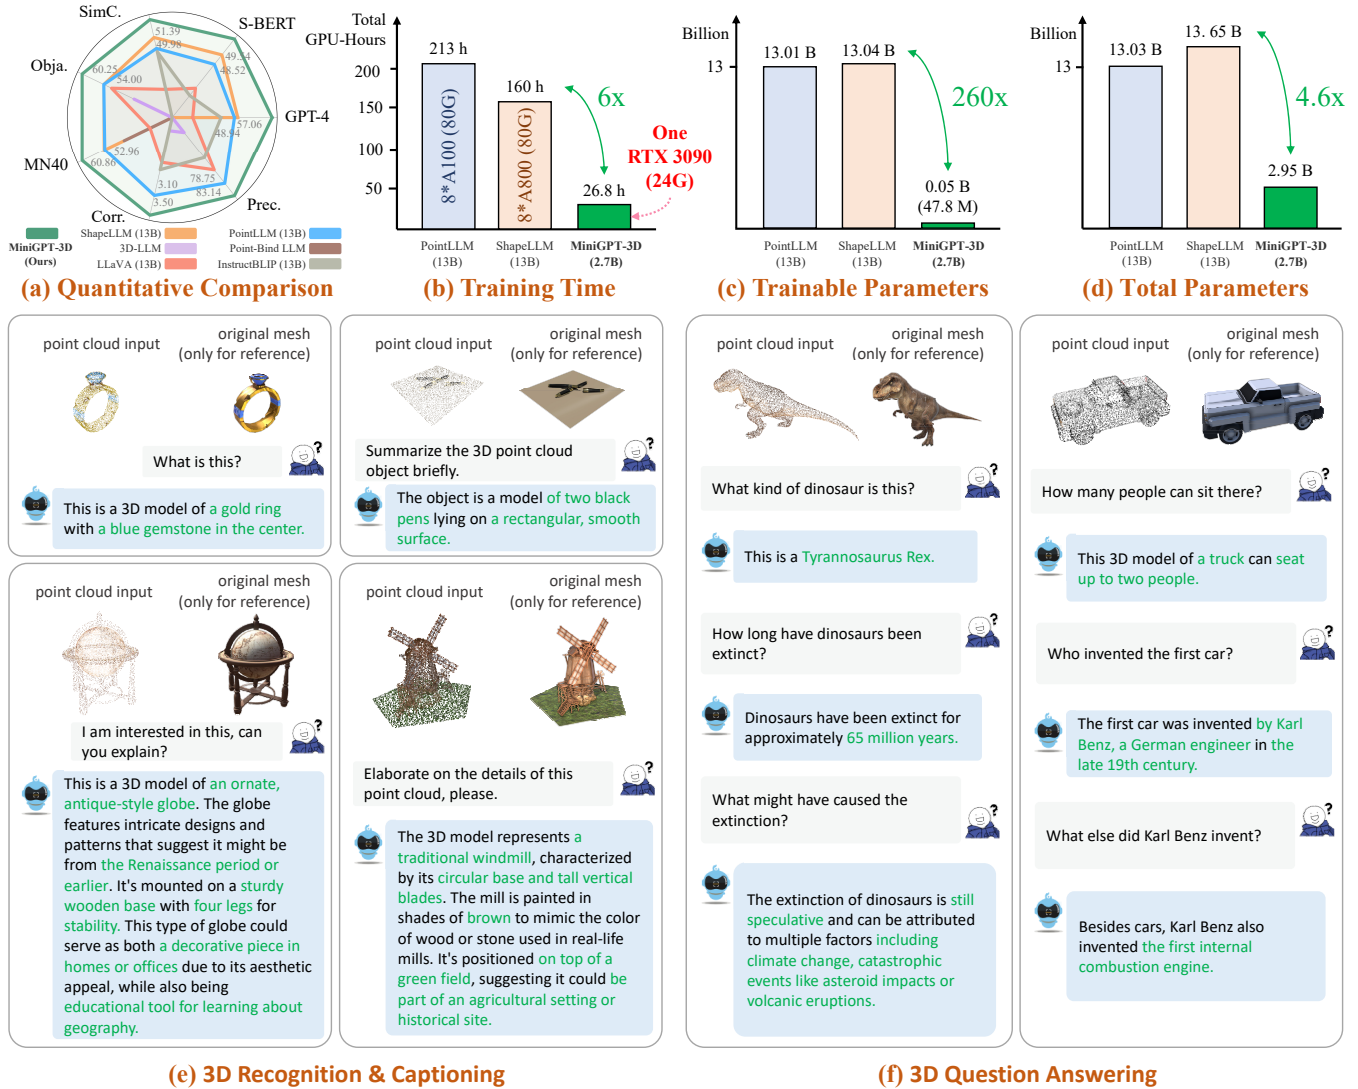 SimC.
S-BERT
GPT-4
Prec.
Corr.
MN40
Obja.
51.39
49.98
49.54
48.52
57.06
48.94
78.75
83.14
3.10
3.50
52.96
60.86
54.00
60.25
MiniGPT-3D
(Ours)
ShapeLLM (13B)
3D-LLM
LLaVA (13B)
PointLLM (13B)
Point-Bind LLM
InstructBLIP (13B)
(a) Quantitative Comparison
Total
GPU-Hours
200
150
100
50
213 h
160 h
26.8 h
8*A100 (80G)
8*A800 (80G)
6x
One
RTX 3090
(24G)
PointLLM
(13B)
ShapeLLM
(13B)
MiniGPT-3D
(2.7B)
(b) Training Time
Billion
13
13.01 B
13.04 B
0.05 B
(47.8 M)
260x
PointLLM
(13B)
ShapeLLM
(13B)
MiniGPT-3D
(2.7B)
(c) Trainable Parameters
Billion
13
13.03 B
13. 65 B
2.95 B
4.6x
PointLLM
(13B)
ShapeLLM
(13B)
MiniGPT-3D
(2.7B)
(d) Total Parameters
point cloud input
original mesh
(only for reference)
What is this?
?
This is a 3D model of a gold ring
with a blue gemstone in the center.
point cloud input
original mesh
(only for reference)
Summarize the 3D point cloud
object briefly.
?
The object is a model of two black
pens lying on a rectangular, smooth
surface.
point cloud input
original mesh
(only for reference)
I am interested in this, can
you explain?
?
This is a 3D model of an ornate,
antique-style globe. The globe
features intricate designs and
patterns that suggest it might be
from the Renaissance period or
earlier. It's mounted on a sturdy
wooden base with four legs for
stability. This type of globe could
serve as both a decorative piece in
homes or offices due to its aesthetic
appeal, while also being
educational tool for learning about
geography.
point cloud input
original mesh
(only for reference)
Elaborate on the details of this
point cloud, please.
?
The 3D model represents a
traditional windmill, characterized
by its circular base and tall vertical
blades. The mill is painted in
shades of brown to mimic the color
of wood or stone used in real-life
mills. It's positioned on top of a
green field, suggesting it could be
part of an agricultural setting or
historical site.
(e) 3D Recognition & Captioning
point cloud input
original mesh
(only for reference)
What kind of dinosaur is this?
?
This is a Tyrannosaurus Rex.
How long have dinosaurs been
extinct?
?
Dinosaurs have been extinct for
approximately 65 million years.
What might have caused the
extinction?
?
The extinction of dinosaurs is still
speculative and can be attributed
to multiple factors including
climate change, catastrophic
events like asteroid impacts or
volcanic eruptions.
point cloud input
original mesh
(only for reference)
How many people can sit there?
?
This 3D model of a truck can seat
up to two people.
Who invented the first car?
?
The first car was invented by Karl
Benz, a German engineer in the
late 19th century.
What else did Karl Benz invent?
?
Besides cars, Karl Benz also
invented the first internal
combustion engine.
(f) 3D Question Answering